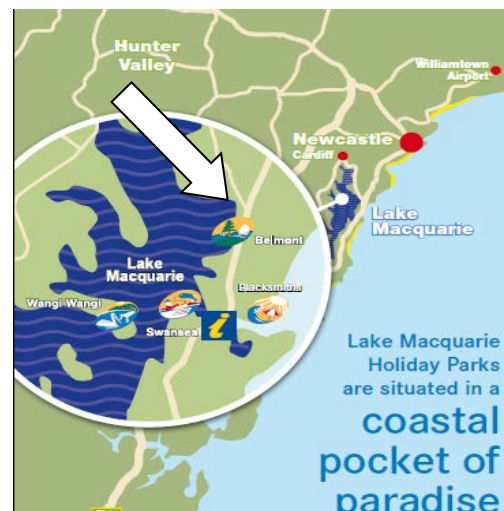 Hunter
Valley
Williamtown
Airport
Newcastle
Cardiff
Lake
Macquarie
Belmont
Lake
Macquarie
Blacksmiths
Wangi Wangi
Swansea
i
Lake Macquarie
Holiday Parks
are situated in a
coastal
pocket of
paradise